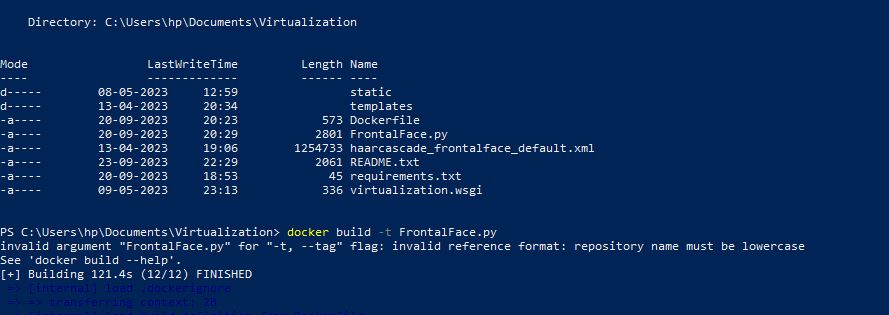 Directory: C:\Users\hp\Documents\Virtualization
Mode LastWriteTime Length Name
---- ------------- ------ ----
d----- 08-05-2023 12:59 static
d----- 13-04-2023 20:34 templates
-a---- 20-09-2023 20:23 573 Dockerfile
-a---- 20-09-2023 20:29 2801 FrontalFace.py
-a---- 13-04-2023 19:06 1254733 haarcascade_frontalface_default.xml
-a---- 23-09-2023 22:29 2061 README.txt
-a---- 20-09-2023 18:53 45 requirements.txt
-a---- 09-05-2023 23:13 336 virtualization.wsgi
PS C:\Users\hp\Documents\Virtualization> docker build -t FrontalFace.py
invalid argument "FrontalFace.py" for "-t, --tag" flag: invalid reference format: repository name must be lowercase
See 'docker build --help'.
[+] Building 121.4s (12/12) FINISHED
=> [internal] load .dockerignore
=> => transferring context: 2B